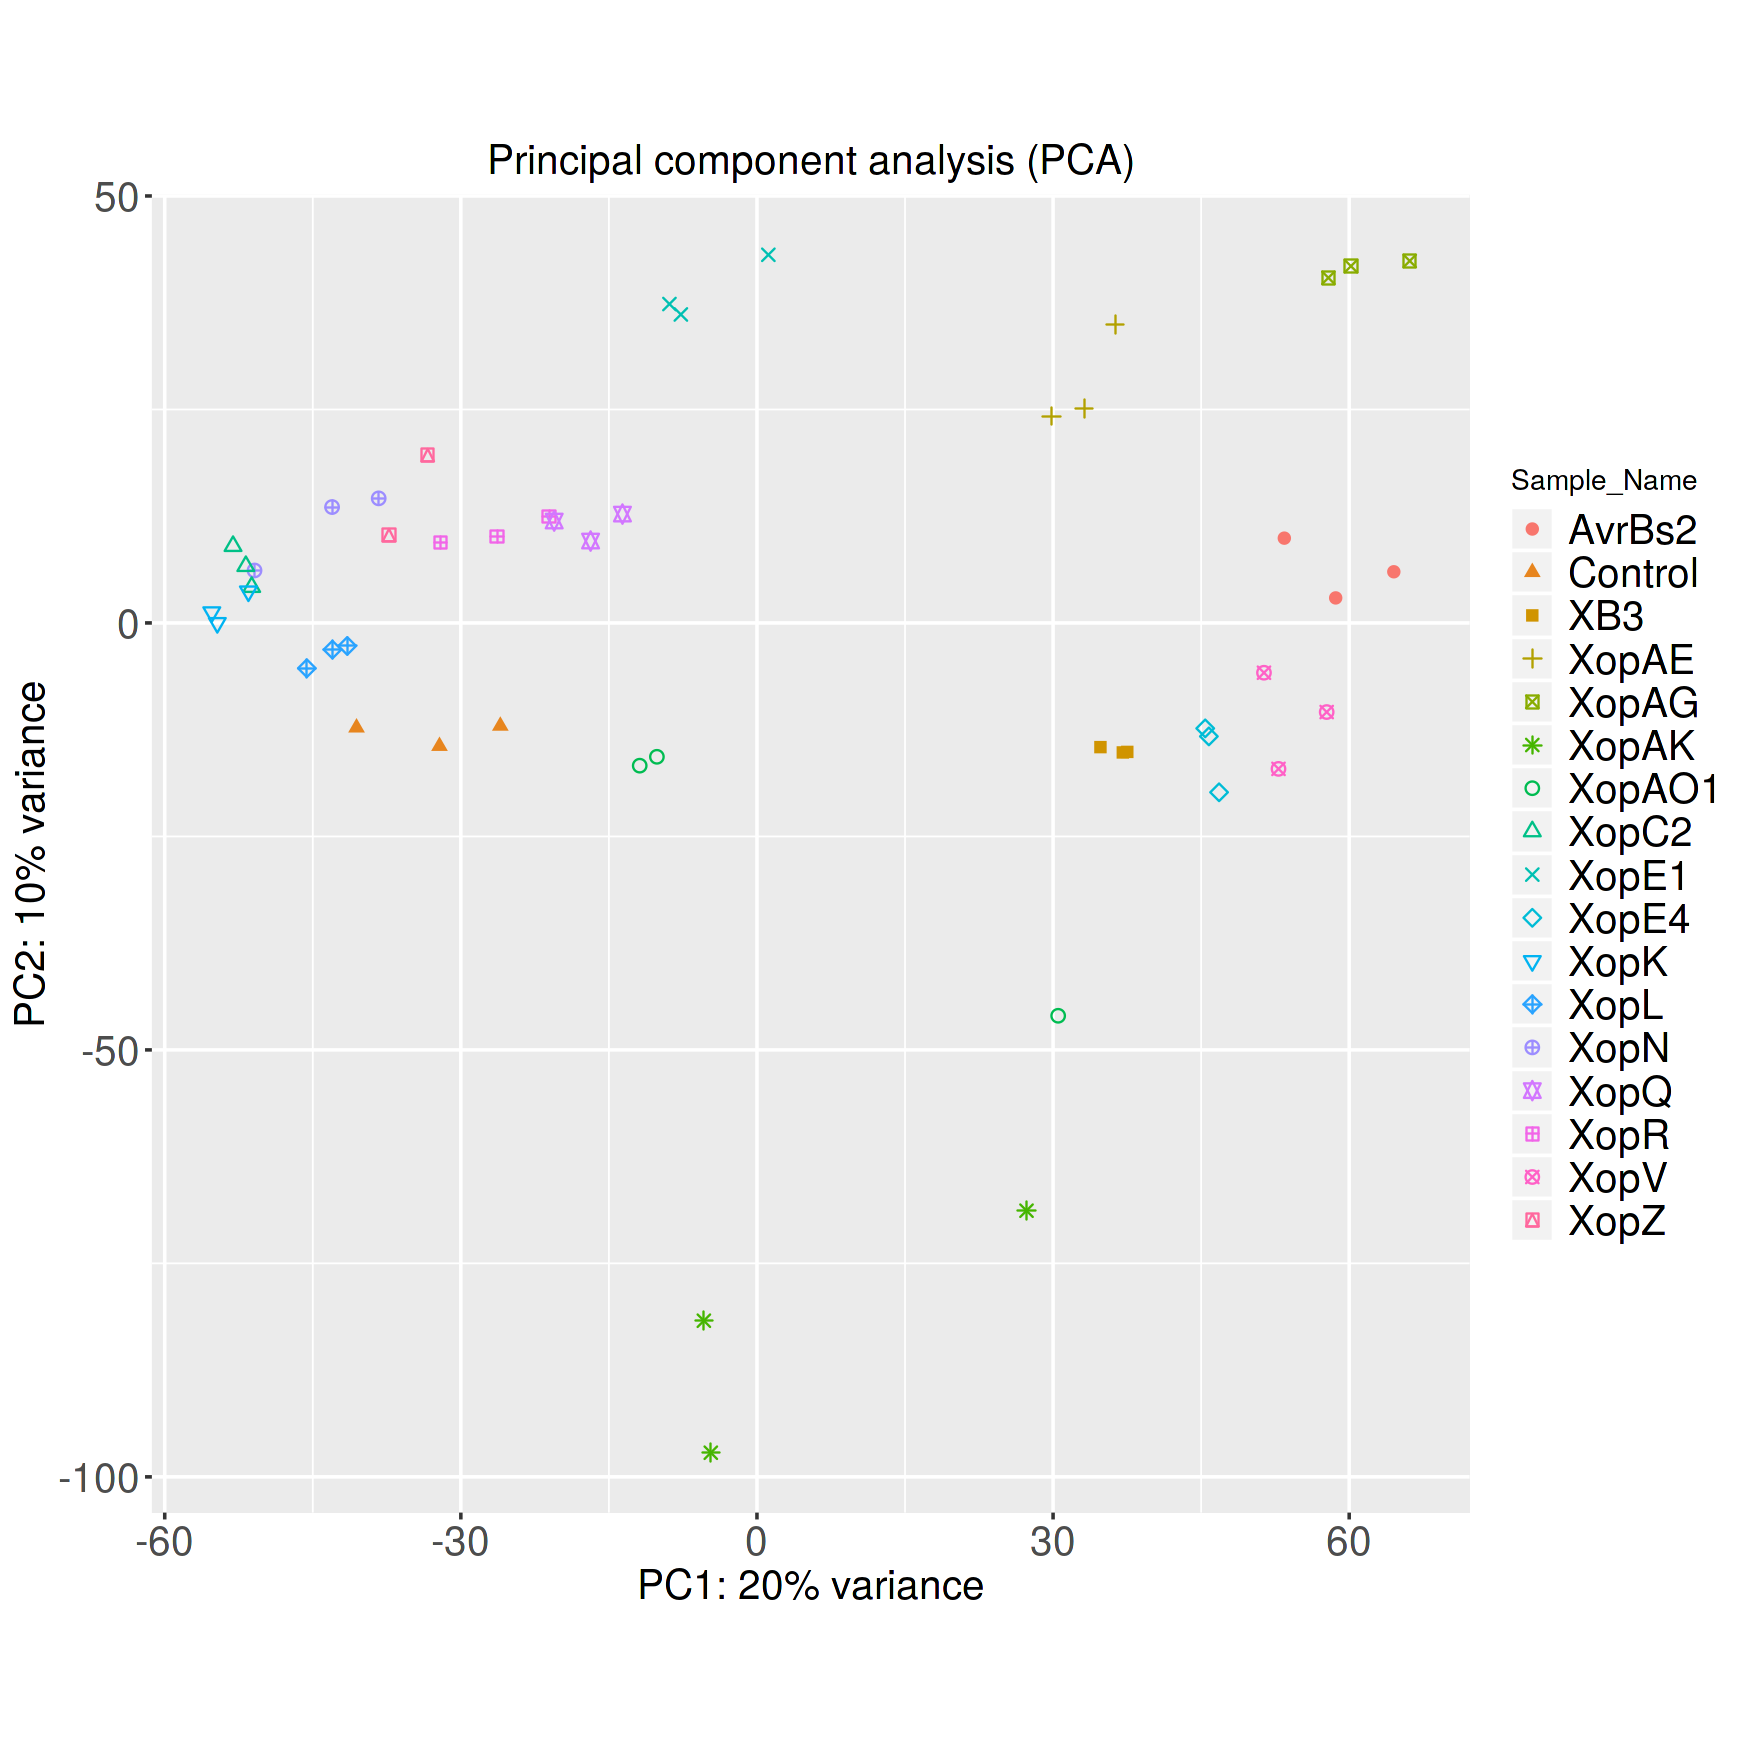 Principal component analysis (PCA)
50
0
-50
-100
PC2: 10% variance
-60
-30
0
30
60
PC1: 20% variance
Sample_Name
AvrBs2
Control
XB3
XopAE
XopAG
XopAK
XopAO1
XopC2
XopE1
XopE4
XopK
XopL
XopN
XopQ
XopR
XopV
XopZ